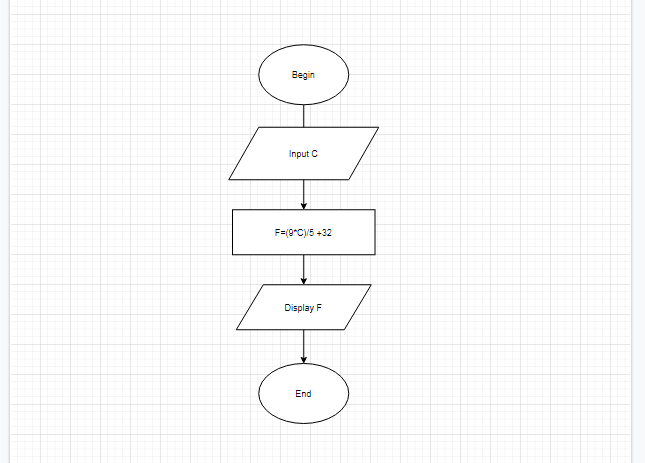 Begin
Input C
F=(9*C)/5 +32
Display F
End